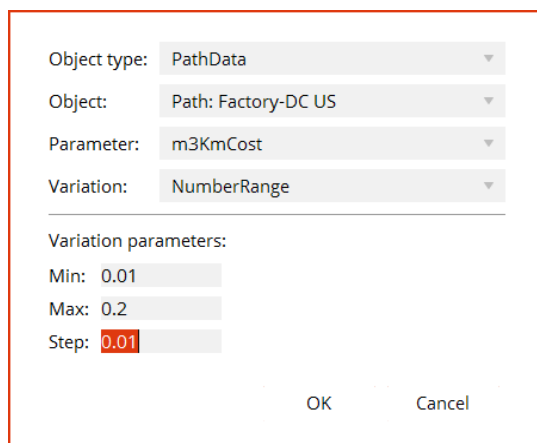 Object type: PathData
Object: Path: Factory-DC US
Parameter: m3KmCost
Variation: NumberRange
Variation parameters:
Min: 0.01
Max: 0.2
Step: 0.01
OK Cancel